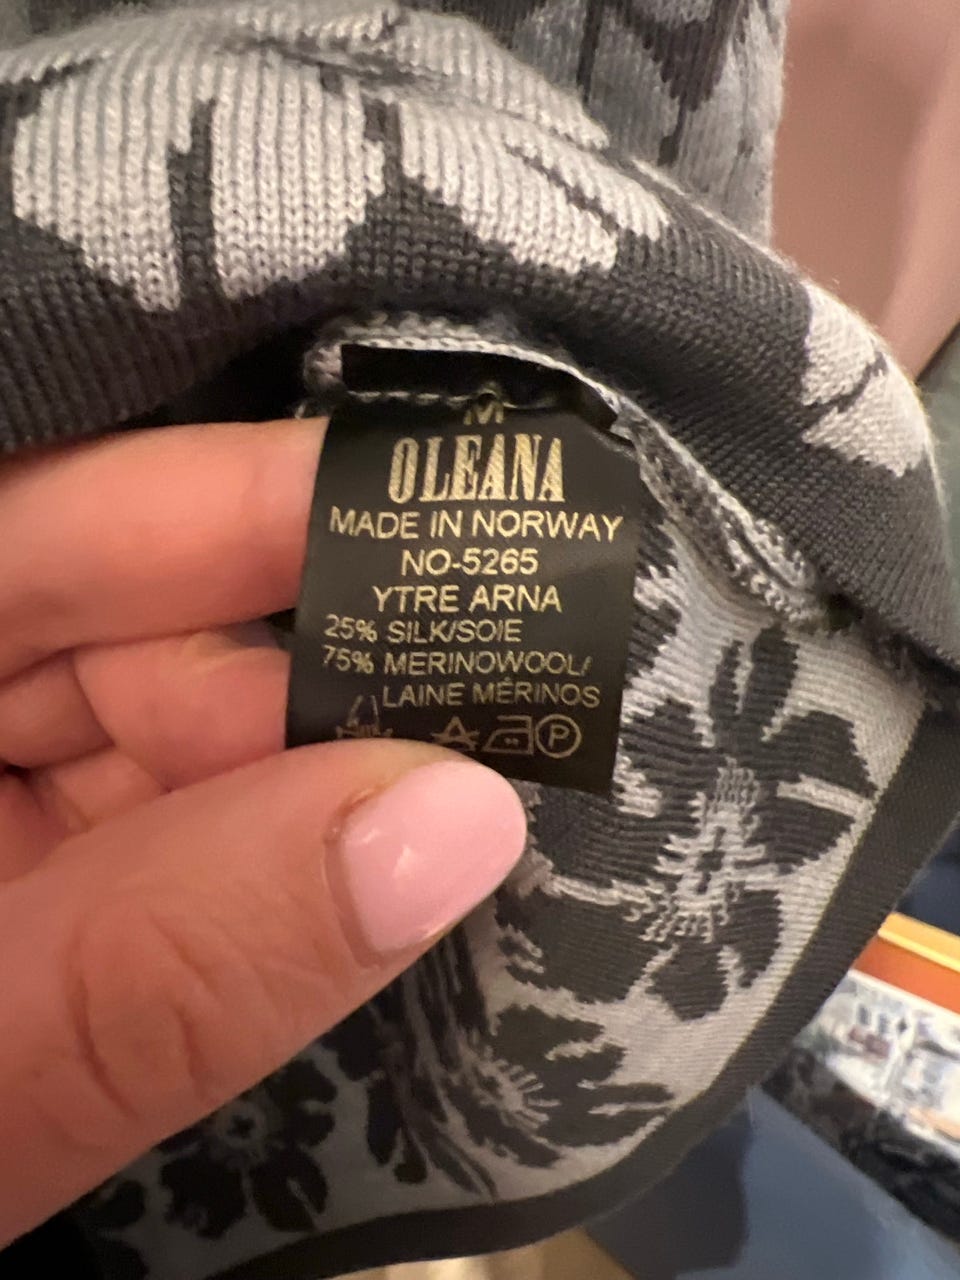 M
OLEANA
MADE IN NORWAY
NO-5265
YTRE ARNA
25% SILK/SOIE
75% MERINOWOOL/
LAINE MÉRINOS
P